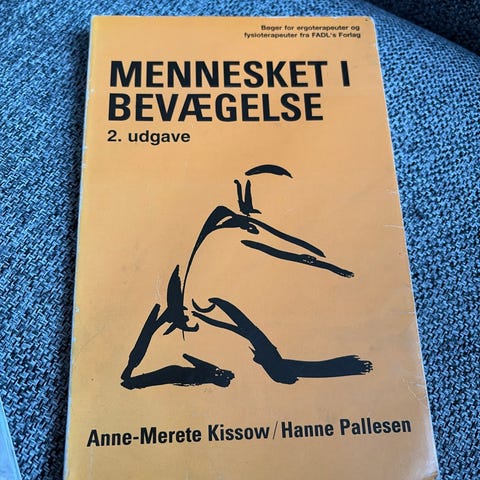 Bøger for ergoterapeuter og
fysioterapeuter fra FADL's Forlag
MENNESKET I
BEVÆGELSE
2. udgave
Anne-Merete Kissow/Hanne Pallesen